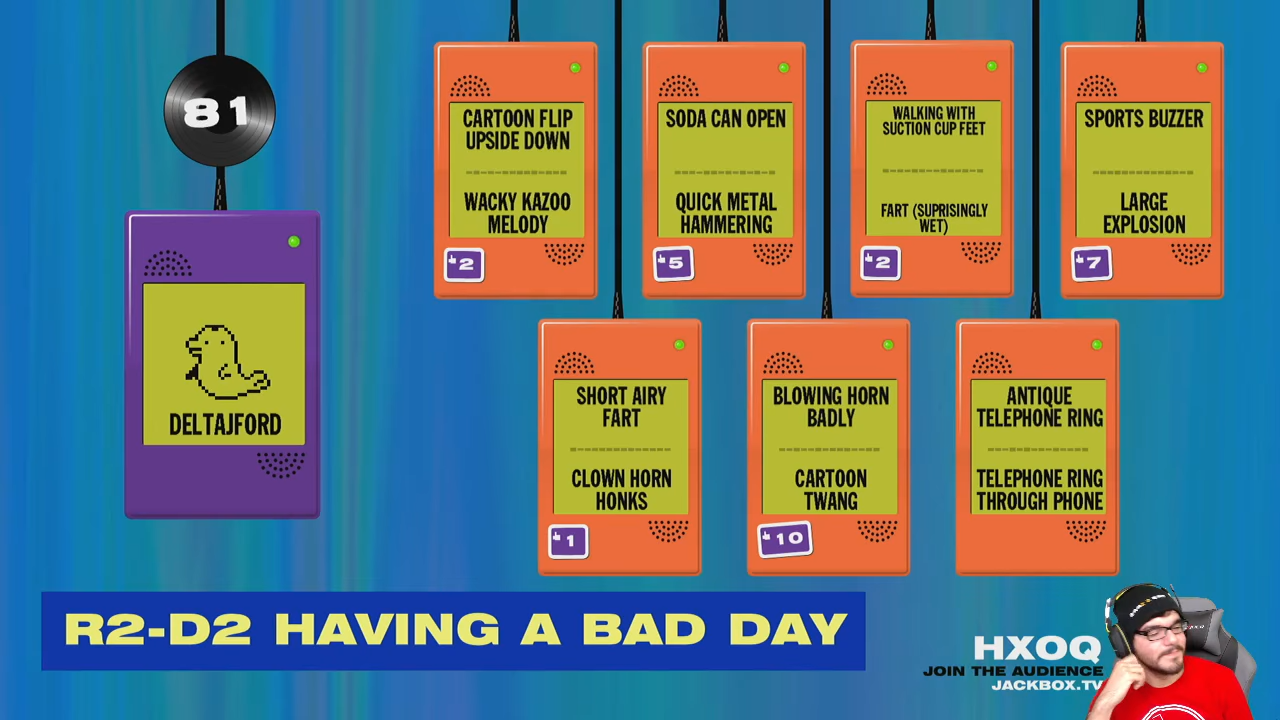 81
DELTAJFORD
CARTOON FLIP
UPSIDE DOWN
WACKY KAZOO
MELODY
2
SODA CAN OPEN
QUICK METAL
HAMMERING
5
WALKING WITH
SUCTION CUP FEET
FART (SUPRISINGLY
WET)
2
SPORTS BUZZER
LARGE
EXPLOSION
7
SHORT AIRY
FART
CLOWN HORN
HONKS
1
BLOWING HORN
BADLY
CARTOON
TWANG
10
ANTIQUE
TELEPHONE RING
TELEPHONE RING
THROUGH PHONE
R2-D2 HAVING A BAD DAY
HXOQ
JOIN THE AUDIENCE
JACKBOX.TV